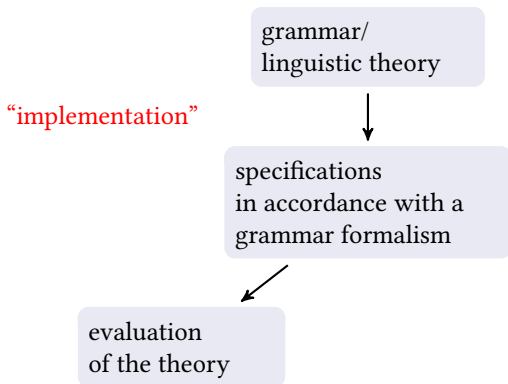 grammar/
linguistic theory
“implementation”
specifications
in accordance with a
grammar formalism
evaluation
of the theory